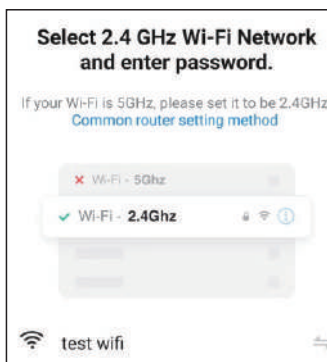 Select 2.4 GHz Wi-Fi Network
and enter password.
If your Wi-Fi is 5GHz, please set it to be 2.4GHz.
Common router setting method
Wi-Fi - 5Ghz
Wi-Fi - 2.4Ghz
test wifi